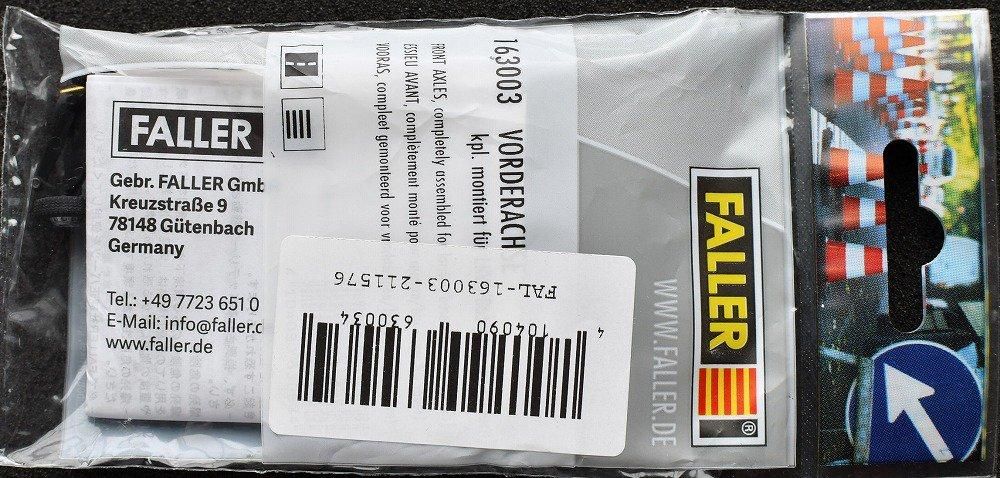 FALLER
Gebr. FALLER Gmb
Kreuzstraße 9
78148 Gütenbach
Germany
Tel.: +49 7723 651 0
E-Mail: info@faller.d
www.faller.de
163003 VORDERACH
kpl. montiert für
FRONT AXLES, completely assembled fo
ESSIEU AVANT, complètement monté po
VOORAS, compleet gemonteerd voor v
FAL-163003-211576
4 104090 630034
FALLER
®
WWW.FALLER.DE